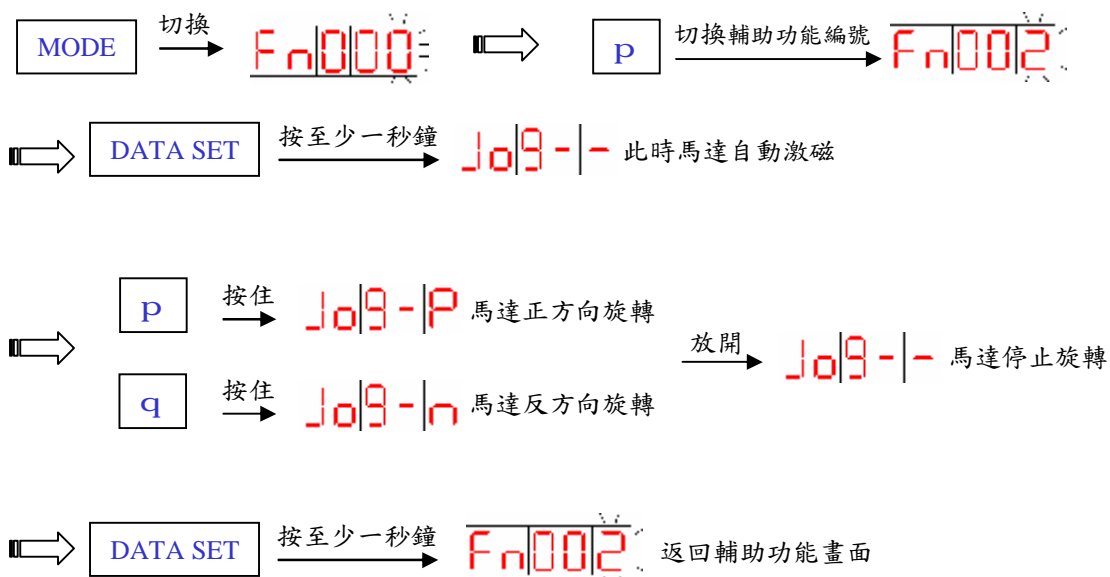 MODE 切換 Fn000 p 切換輔助功能編號 Fn002
DATA SET 按至少一秒鐘 Jog-- 此時馬達自動激磁
p 按住 Jog-P 馬達正方向旋轉
放開 Jog-- 馬達停止旋轉
q 按住 Jog-n 馬達反方向旋轉
DATA SET 按至少一秒鐘 Fn002 返回輔助功能畫面